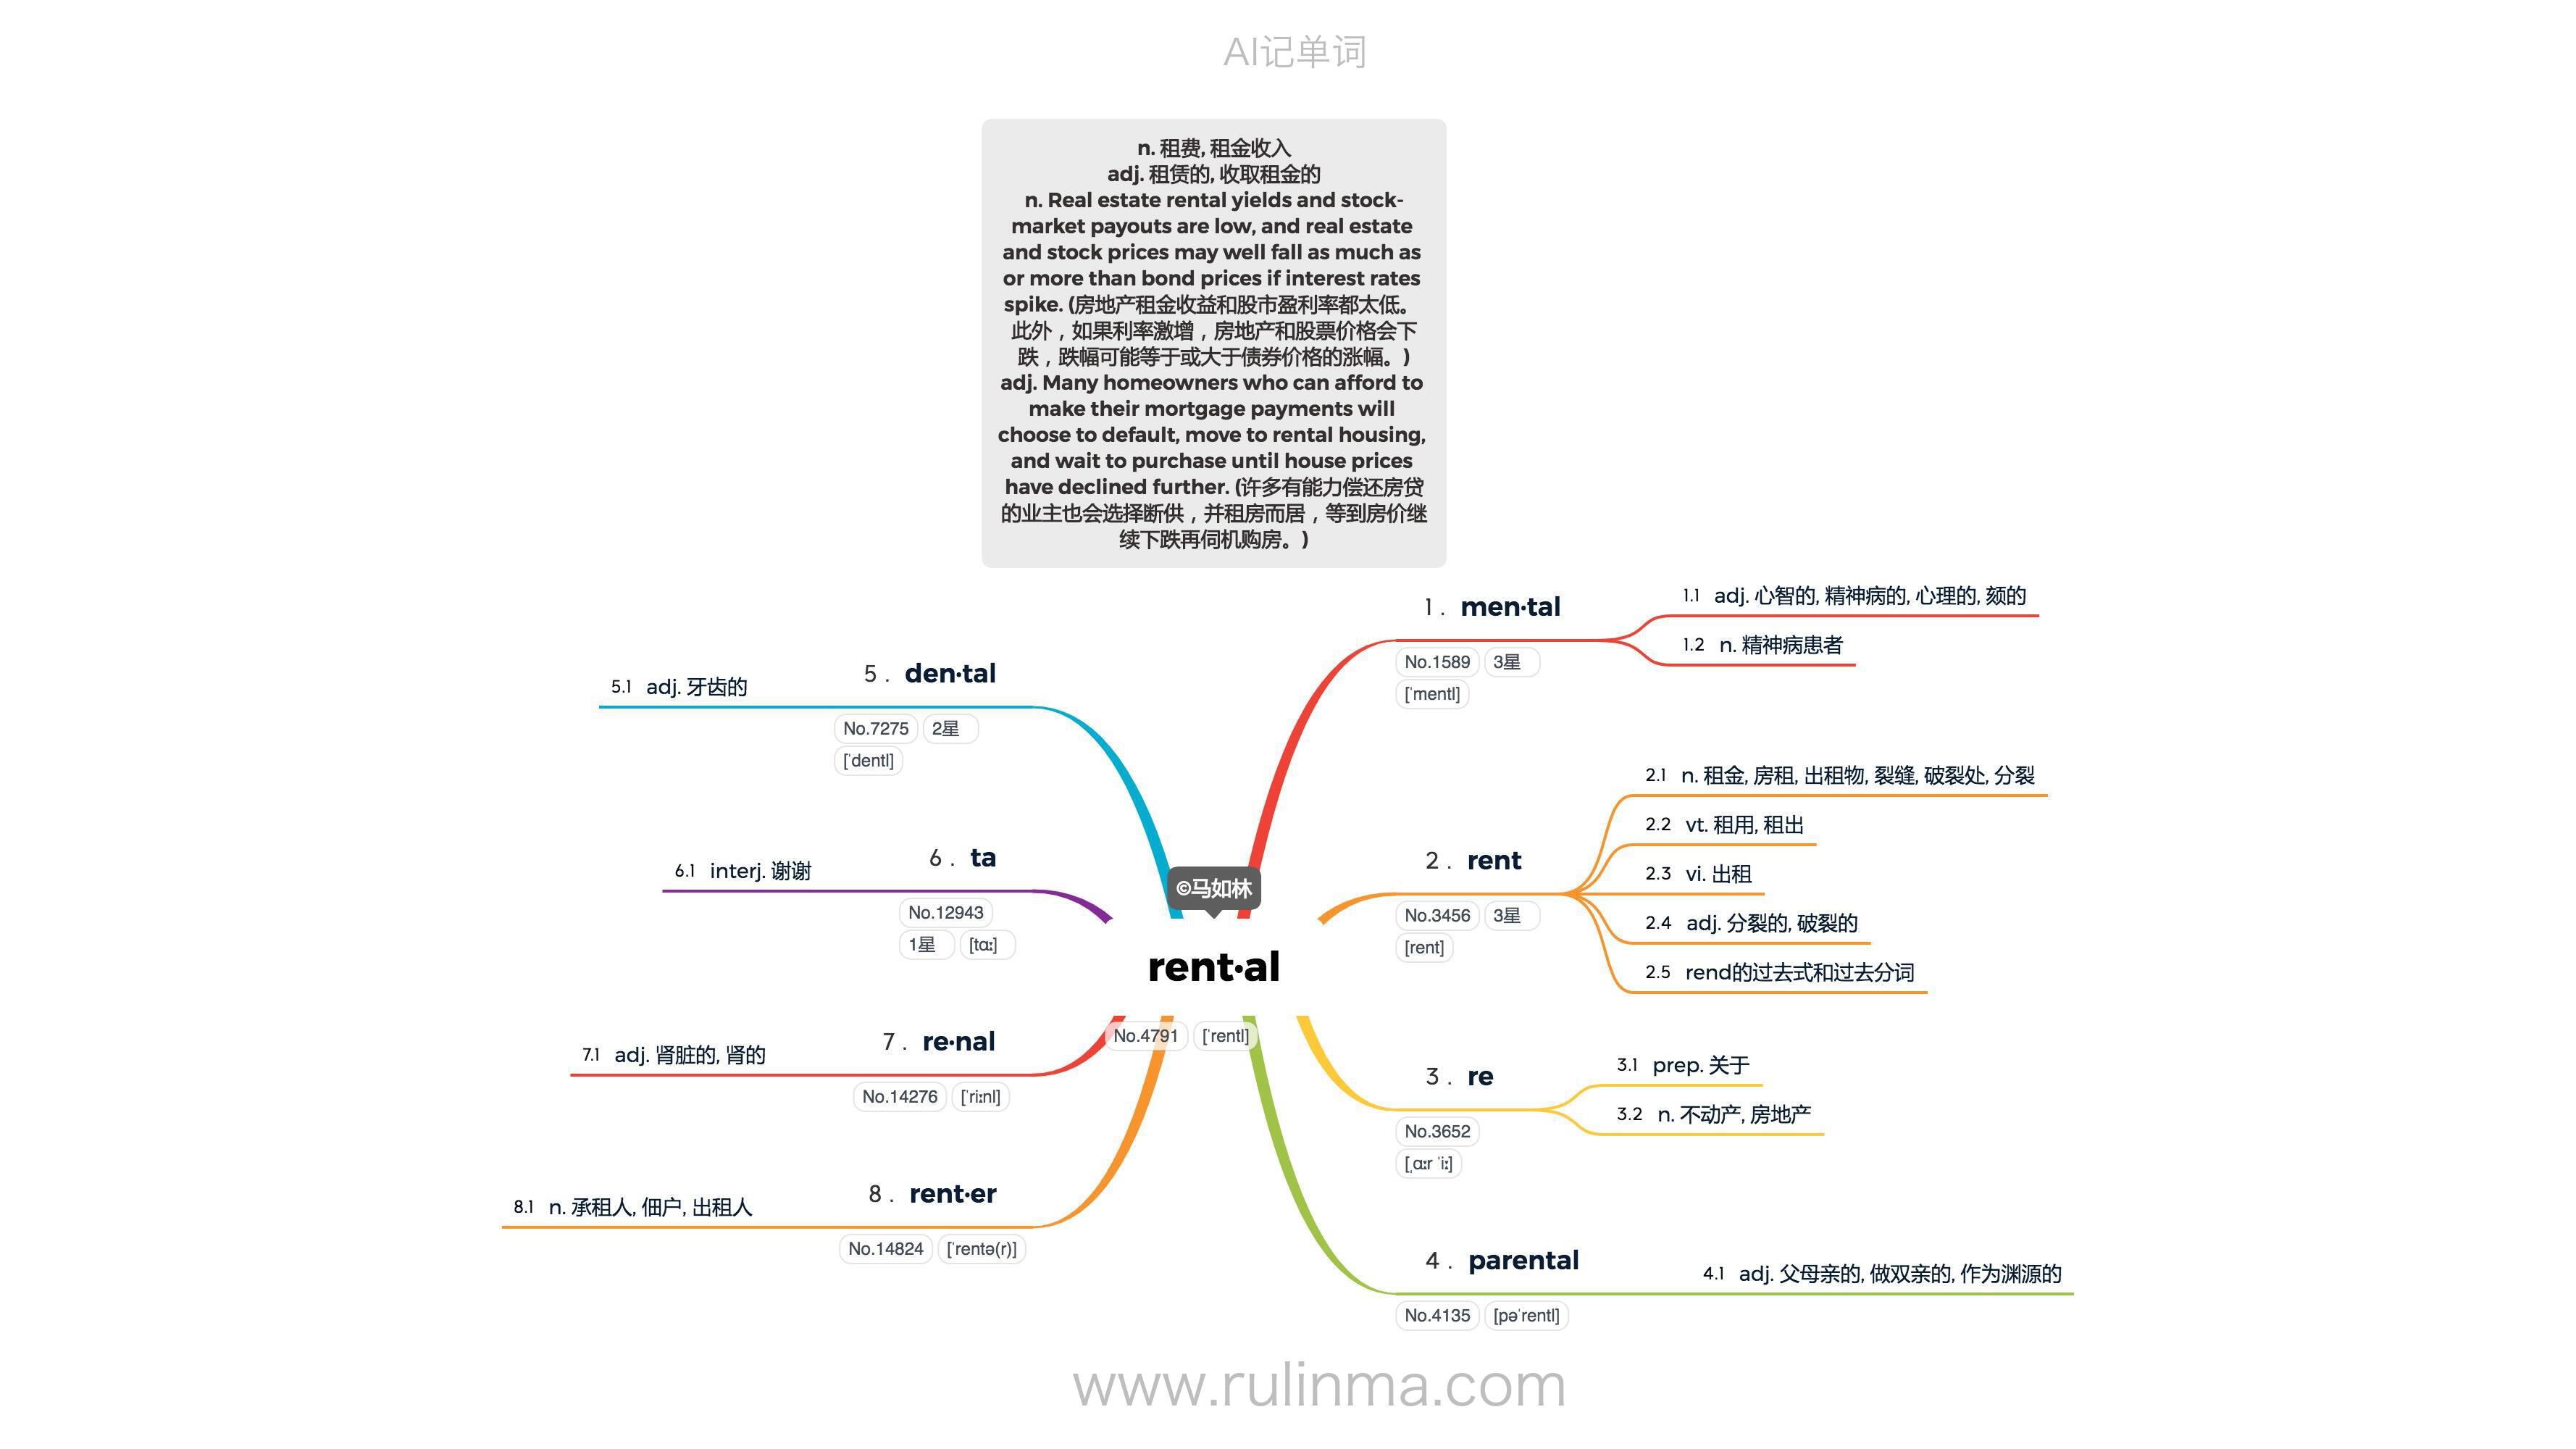 AI记单词
n. 租费, 租金收入
adj. 租赁的, 收取租金的
n. Real estate rental yields and stock-
market payouts are low, and real estate
and stock prices may well fall as much as
or more than bond prices if interest rates
spike. (房地产租金收益和股市盈利率都太低。
此外，如果利率激增，房地产和股票价格会下
跌，跌幅可能等于或大于债券价格的涨幅。)
adj. Many homeowners who can afford to
make their mortgage payments will
choose to default, move to rental housing,
and wait to purchase until house prices
have declined further. (许多有能力偿还房贷
的业主也会选择断供，并租房而居，等到房价继
续下跌再伺机购房。)
©马如林
rent·al
No.4791 [ˈrentl]
1. men·tal
No.1589 3星
[ˈmentl]
1.1 adj. 心智的, 精神病的, 心理的, 颏的
1.2 n. 精神病患者
2. rent
No.3456 3星
[rent]
2.1 n. 租金, 房租, 出租物, 裂缝, 破裂处, 分裂
2.2 vt. 租用, 租出
2.3 vi. 出租
2.4 adj. 分裂的, 破裂的
2.5 rend的过去式和过去分词
3. re
No.3652
[ˌɑːr ˈiː]
3.1 prep. 关于
3.2 n. 不动产, 房地产
4. parental
No.4135 [pəˈrentl]
4.1 adj. 父母亲的, 做双亲的, 作为渊源的
5. den·tal
No.7275 2星
[ˈdentl]
5.1 adj. 牙齿的
6. ta
No.12943
1星 [tɑː]
6.1 interj. 谢谢
7. re·nal
No.14276 [ˈriːnl]
7.1 adj. 肾脏的, 肾的
8. rent·er
No.14824 [ˈrentə(r)]
8.1 n. 承租人, 佃户, 出租人
www.rulinma.com